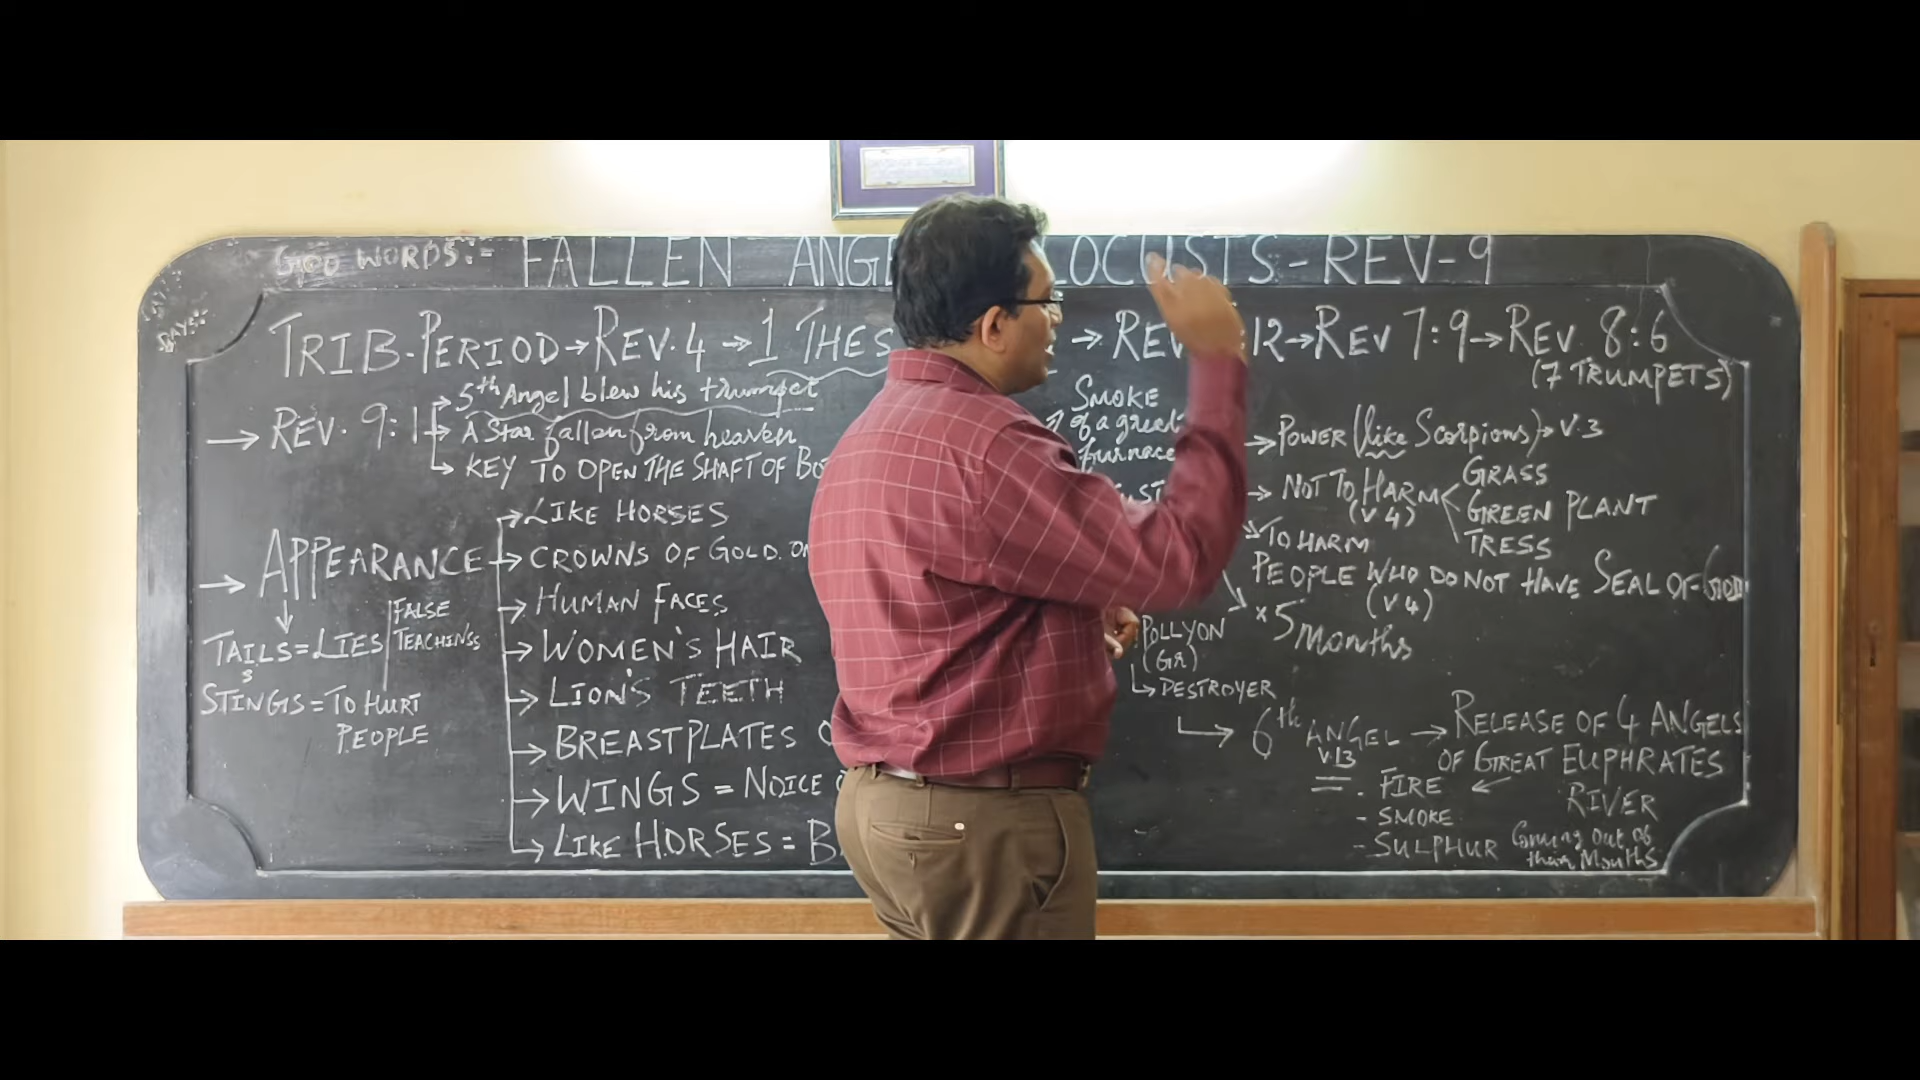 GOD WORDS:- FALLEN ANGE LOCUSTS-REV-9
DAYS:-
TRIB-PERIOD→REV.4→1 THES → REV :12→REV 7:9→REV 8:6
(7 TRUMPETS)
→ REV. 9:1
→ 5th Angel blew his trumpet
→ A Star fallen from heaven
→ KEY TO OPEN THE SHAFT OF BO
→ APPEARANCE
→ LIKE HORSES
→ CROWNS OF GOLD. ON
→ HUMAN FACES
→ WOMEN'S HAIR
→ LION'S TEETH
→ BREASTPLATES O
→ WINGS = NOICE O
→ LIKE HORSES = B
TAILS=LIES
FALSE
TEACHINGS
STINGS = TO HURT
PEOPLE
SMOKE
of a great
furnace
UST
→ POWER (like Scorpions)→ V.3
→ NOT TO HARM
(V 4)
GRASS
GREEN PLANT
TRESS
TO HARM
PEOPLE WHO DO NOT HAVE SEAL OF GOD
(V 4)
× 5 Months
POLLYON
(Gr)
→ DESTROYER
→ 6th ANGEL → RELEASE OF 4 ANGELS
V.13
OF GREAT EUPHRATES
RIVER
. FIRE ←
- SMOKE
- SULPHUR Coming Out of
their Mouths